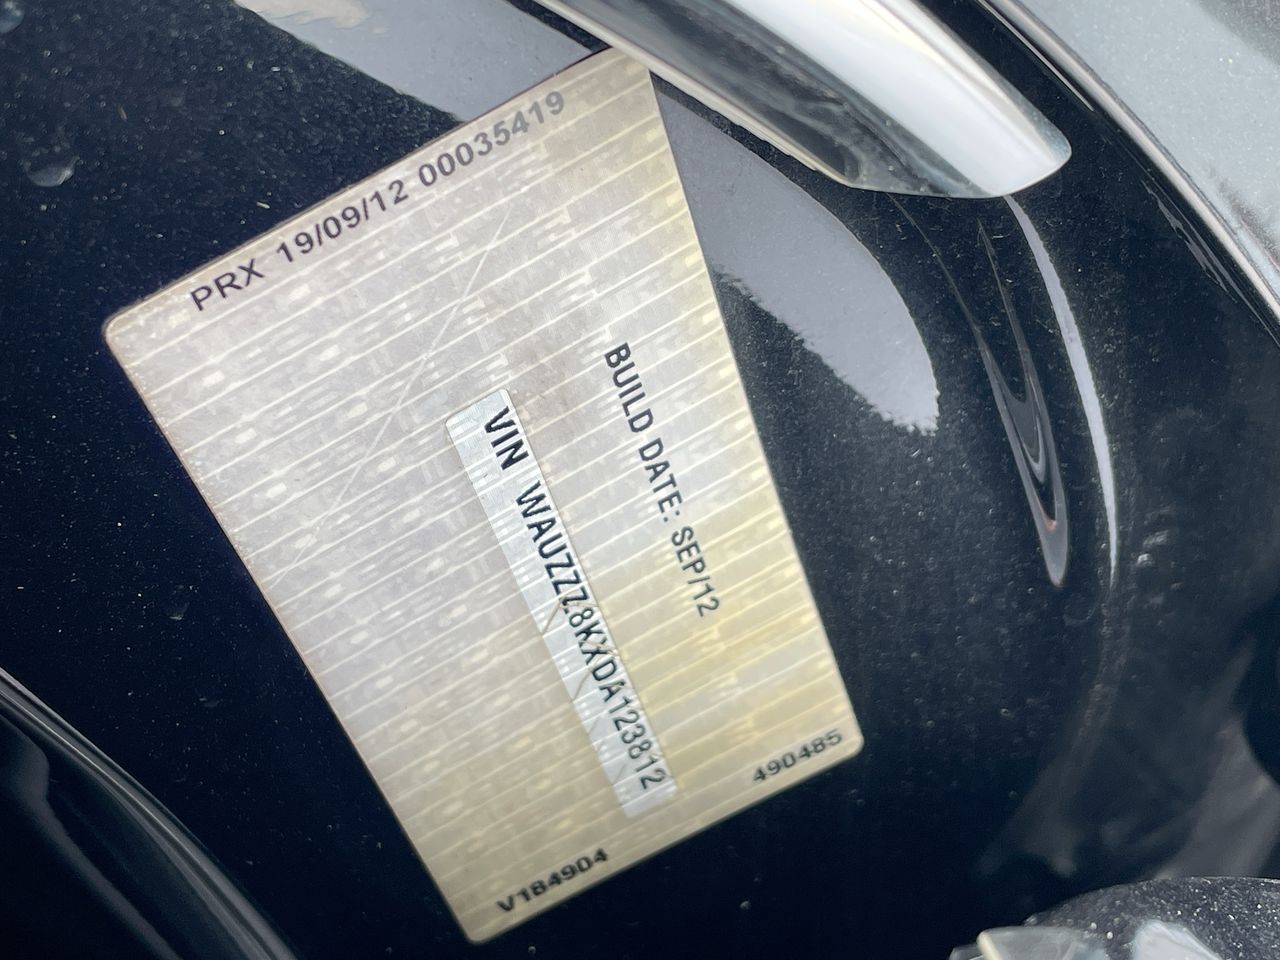 PRX 19/09/12 00035419
BUILD DATE: SEP/12
VIN WAUZZZ8KXDA123812
490485
V184904